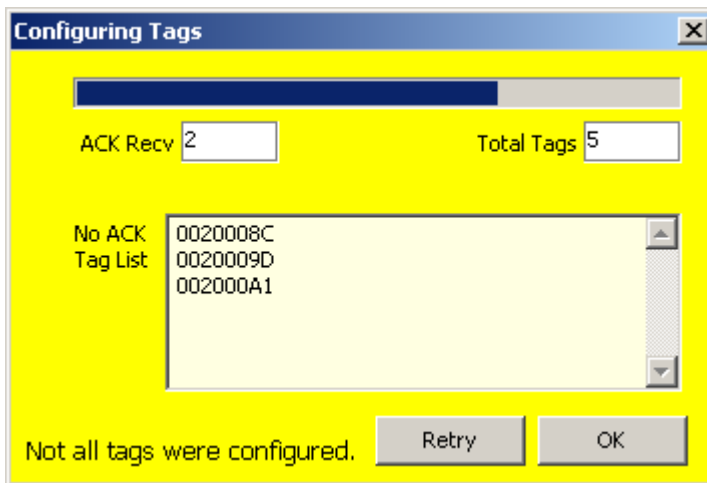 Configuring Tags
ACK Recv 2 Total Tags 5
No ACK
Tag List
0020008C
0020009D
002000A1
Not all tags were configured. Retry OK